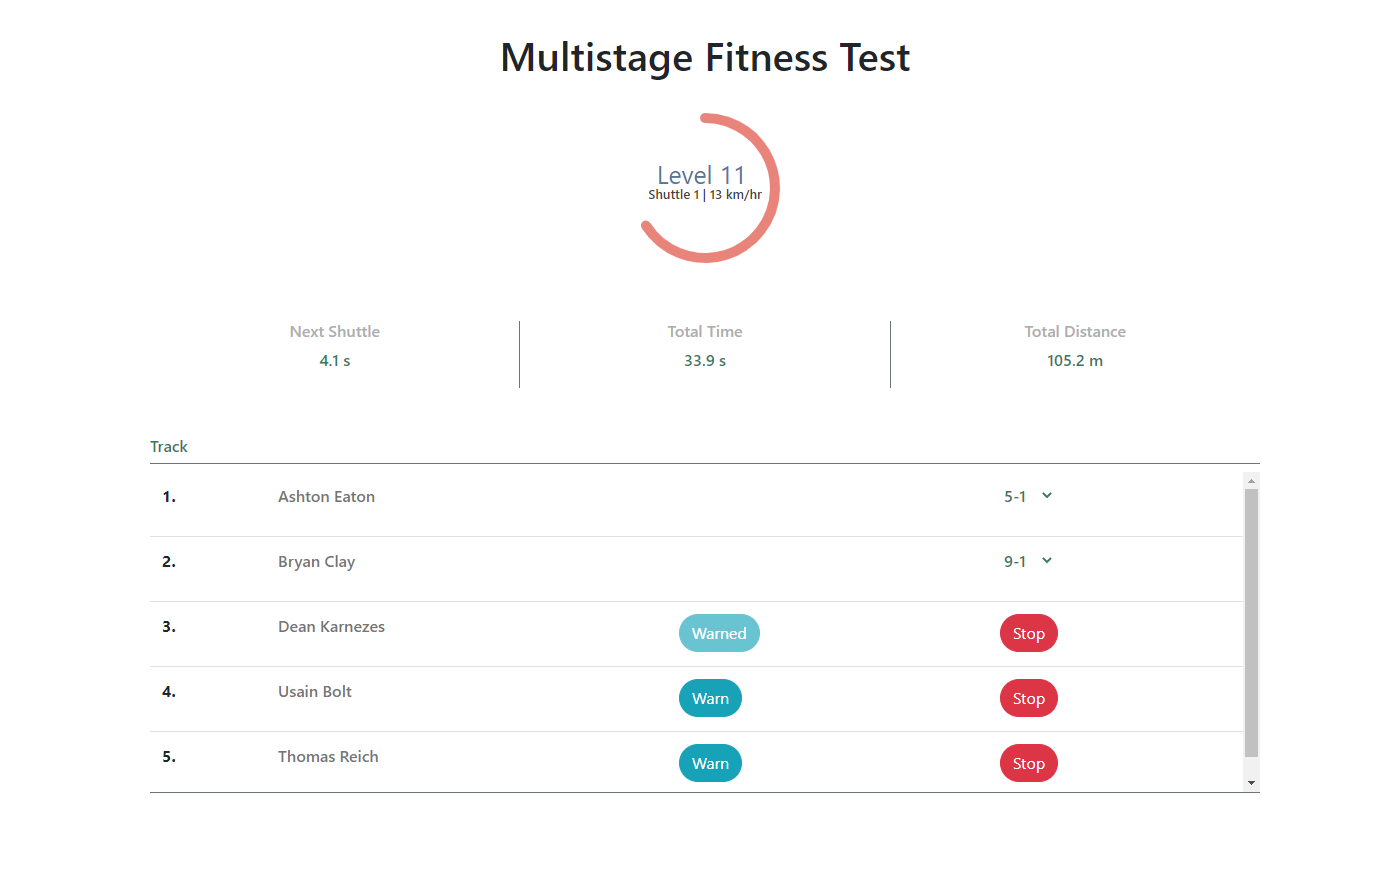 Multistage Fitness Test
Level 11
Shuttle 1 | 13 km/hr
Next Shuttle
4.1 s
Total Time
33.9 s
Total Distance
105.2 m
Track
1. Ashton Eaton 5-1
2. Bryan Clay 9-1
3. Dean Karnezes Warned Stop
4. Usain Bolt Warn Stop
5. Thomas Reich Warn Stop